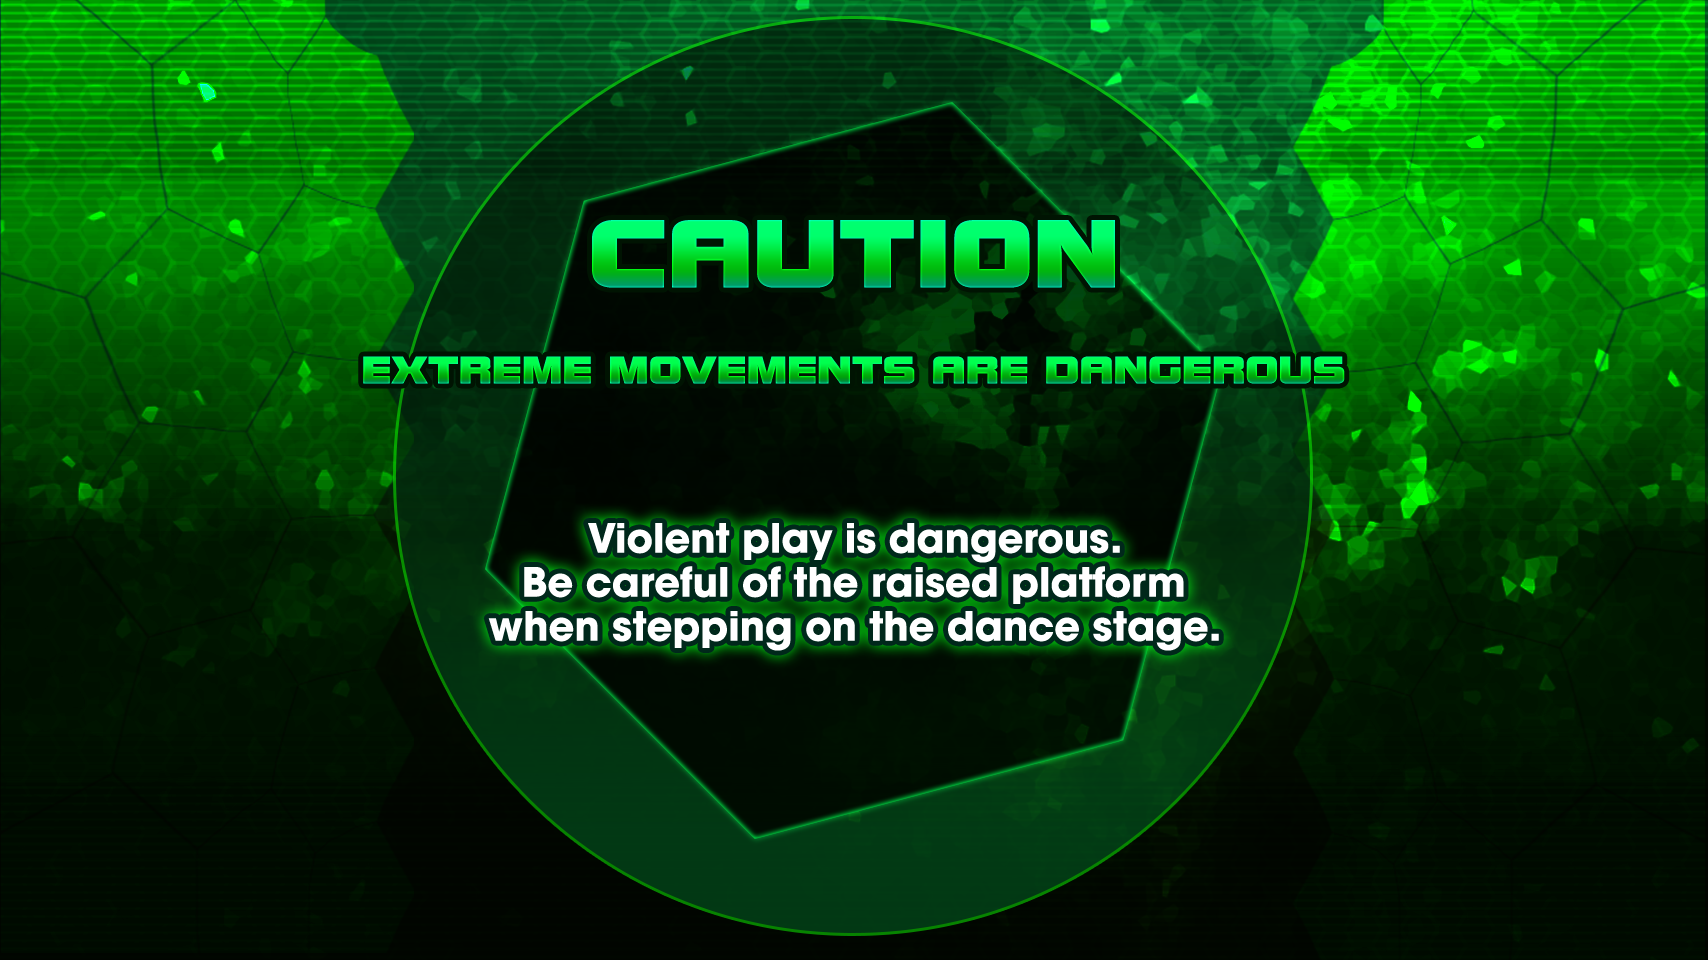 CAUTION
EXTREME MOVEMENTS ARE DANGEROUS
Violent play is dangerous.
Be careful of the raised platform
when stepping on the dance stage.